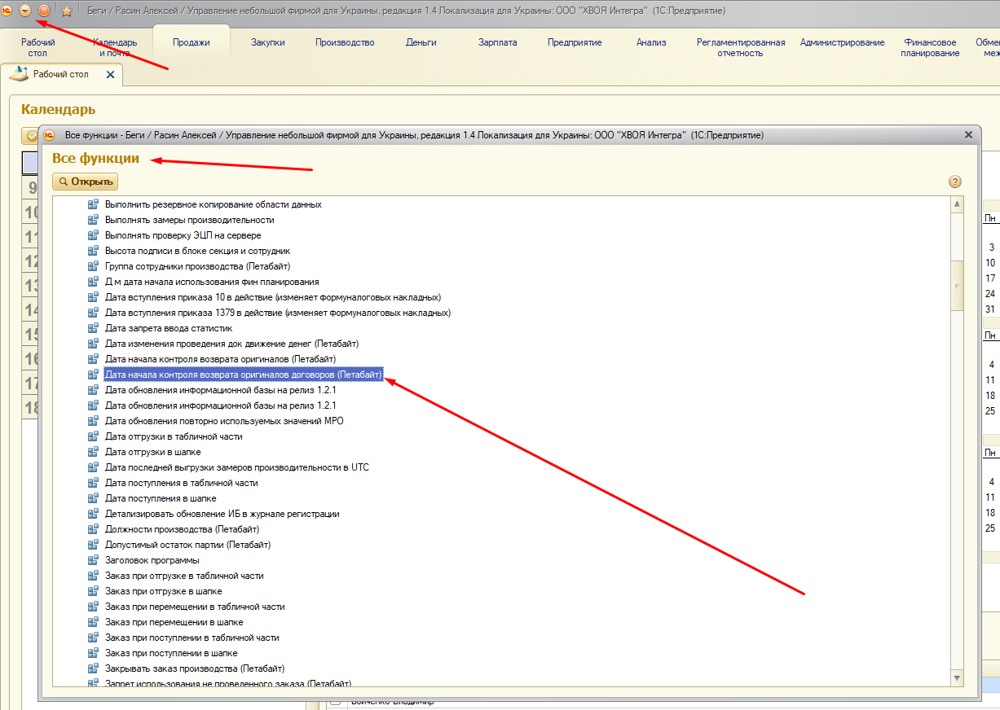 Беги / Расин Алексей / Управление небольшой фирмой для Украины, редакция 1.4 Локализация для Украины: ООО "ХВОЯ Интегра" (1С:Предприятие)
Рабочий стол
Календарь и почта
Продажи
Закупки
Производство
Деньги
Зарплата
Предприятие
Анализ
Регламентированная отчетность
Администрирование
Финансовое планирование
Рабочий стол
Календарь
Все функции - Беги / Расин Алексей / Управление небольшой фирмой для Украины, редакция 1.4 Локализация для Украины: ООО "ХВОЯ Интегра" (1С:Предприятие)
Все функции
Открыть
?
Выполнить резервное копирование области данных
Выполнять замеры производительности
Выполнять проверку ЭЦП на сервере
Высота подписи в блоке секция и сотрудник
Группа сотрудники производства (Петабайт)
Д м дата начала использования фин планирования
Дата вступления приказа 10 в действие (изменяет формуналоговых накладных)
Дата вступления приказа 1379 в действие (изменяет формуналоговых накладных)
Дата запрета ввода статистик
Дата изменения проведения док движение денег (Петабайт)
Дата начала контроля возврата оригиналов (Петабайт)
Дата начала контроля возврата оригиналов договоров (Петабайт)
Дата обновления информационной базы на релиз 1.2.1
Дата обновления информационной базы на релиз 1.2.1
Дата обновления повторно используемых значений МРО
Дата отгрузки в табличной части
Дата отгрузки в шапке
Дата последней выгрузки замеров производительности в UTC
Дата поступления в табличной части
Дата поступления в шапке
Детализировать обновление ИБ в журнале регистрации
Должности производства (Петабайт)
Допустимый остаток партии (Петабайт)
Заголовок программы
Заказ при отгрузке в табличной части
Заказ при отгрузке в шапке
Заказ при перемещении в табличной части
Заказ при перемещении в шапке
Заказ при поступлении в табличной части
Заказ при поступлении в шапке
Закрывать заказ производства (Петабайт)
Запрет использования не проведенного заказа (Петабайт)
9
10
11
12
13
14
15
16
17
18
Пн
3
10
17
24
31
Пн
4
11
18
25
Пн
4
11
18
25
Бойченко Владимир